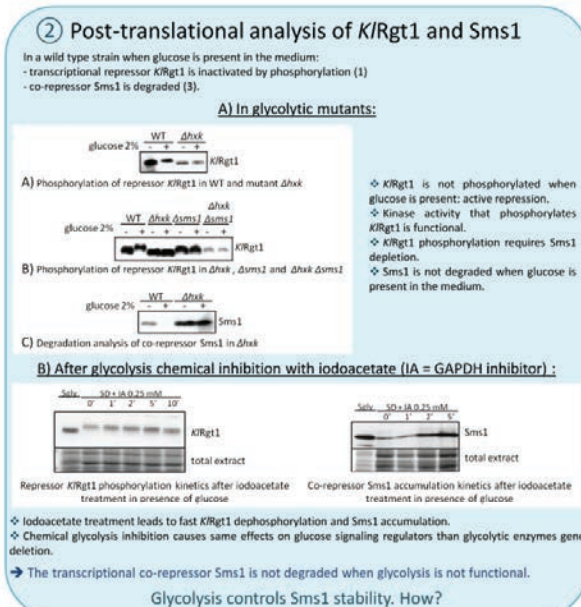 ② Post-translational analysis of KlRgt1 and Sms1
In a wild type strain when glucose is present in the medium:
- transcriptional repressor KlRgt1 is inactivated by phosphorylation (1)
- co-repressor Sms1 is degraded (3).
A) In glycolytic mutants:
WT Δhxk
glucose 2% - + - +
KlRgt1
A) Phosphorylation of repressor KlRgt1 in WT and mutant Δhxk
Δhxk
WT Δhxk Δsms1 Δsms1
glucose 2% - + - + - + - +
KlRgt1
B) Phosphorylation of repressor KlRgt1 in Δhxk , Δsms1 and Δhxk Δsms1
WT Δhxk
glucose 2% - + - +
Sms1
C) Degradation analysis of co-repressor Sms1 in Δhxk
❖ KlRgt1 is not phosphorylated when
glucose is present: active repression.
❖ Kinase activity that phosphorylates
KlRgt1 is functional.
❖ KlRgt1 phosphorylation requires Sms1
depletion.
❖ Sms1 is not degraded when glucose is
present in the medium.
B) After glycolysis chemical inhibition with iodoacetate (IA = GAPDH inhibitor) :
Selv. SD + IA 0.25 mM
0' 1' 2' 5' 10'
KlRgt1
total extract
Repressor KlRgt1 phosphorylation kinetics after iodoacetate
treatment in presence of glucose
Selv. SD + IA 0.25 mM
0' 1' 2' 5'
Sms1
total extract
Co-repressor Sms1 accumulation kinetics after iodoacetate
treatment in presence of glucose
❖ Iodoacetate treatment leads to fast KlRgt1 dephosphorylation and Sms1 accumulation.
❖ Chemical glycolysis inhibition causes same effects on glucose signaling regulators than glycolytic enzymes gene
deletion.
➔ The transcriptional co-repressor Sms1 is not degraded when glycolysis is not functional.
Glycolysis controls Sms1 stability. How?